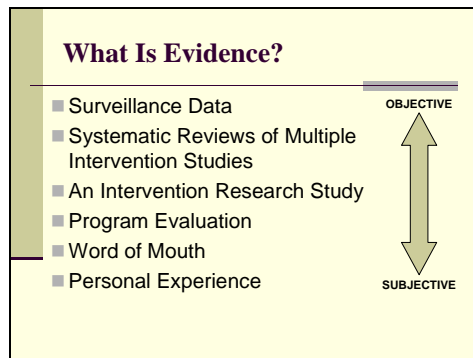 What Is Evidence?
Surveillance Data
Systematic Reviews of Multiple
Intervention Studies
An Intervention Research Study
Program Evaluation
Word of Mouth
Personal Experience
OBJECTIVE
SUBJECTIVE